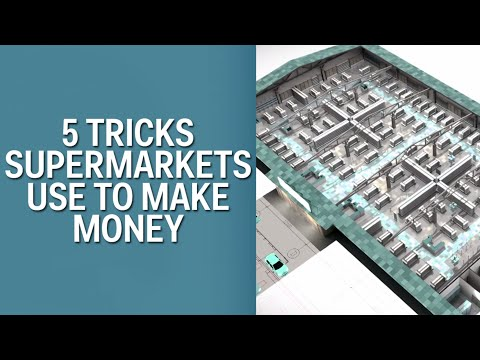 5 TRICKS
SUPERMARKETS
USE TO MAKE
MONEY